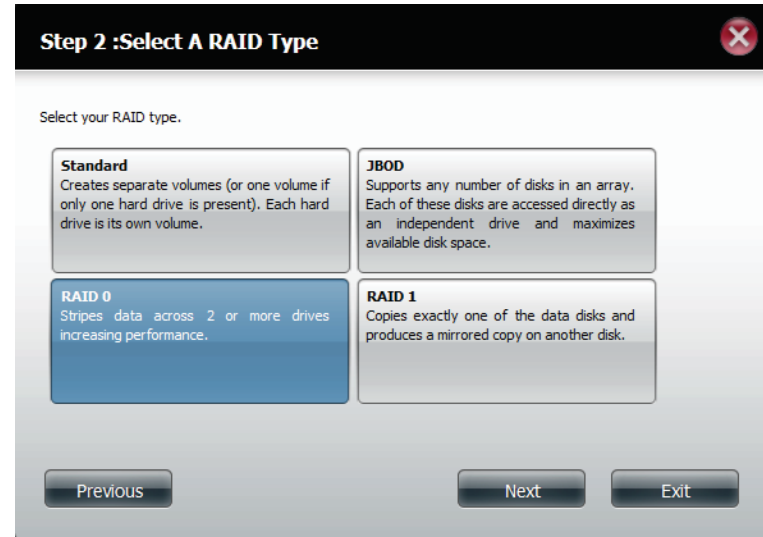 Step 2 :Select A RAID Type
Select your RAID type.
Standard
Creates separate volumes (or one volume if
only one hard drive is present). Each hard
drive is its own volume.
JBOD
Supports any number of disks in an array.
Each of these disks are accessed directly as
an independent drive and maximizes
available disk space.
RAID 0
Stripes data across 2 or more drives
increasing performance.
RAID 1
Copies exactly one of the data disks and
produces a mirrored copy on another disk.
Previous
Next
Exit